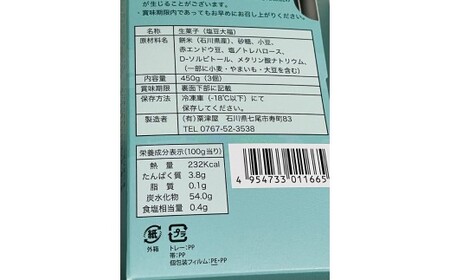 生じることがございます。
・賞味期限内であってもお早めにお召し上がりください。
名称 生菓子（塩豆大福）
原材料名 餅米（石川県産）、砂糖、小豆、
赤エンドウ豆、塩／トレハロース、
D-ソルビトール、メタリン酸ナトリウム、
（一部に小麦・やまいも・大豆を含む）
内容量 450g（3個）
賞味期限 裏面下部に記載
保存方法 冷凍庫（-18℃以下）にて
保存してください。
製造者 （有）粟津屋 石川県七尾市寿町83
TEL 0767-52-3538
栄養成分表示（100g当り）
熱量 232Kcal
たんぱく質 3.8g
脂質 0.1g
炭水化物 54.0g
食塩相当量 0.4g
4 954733 011665
紙
外箱
プラ
トレー:PP
帯:PP
個包装フィルム:PE・PP